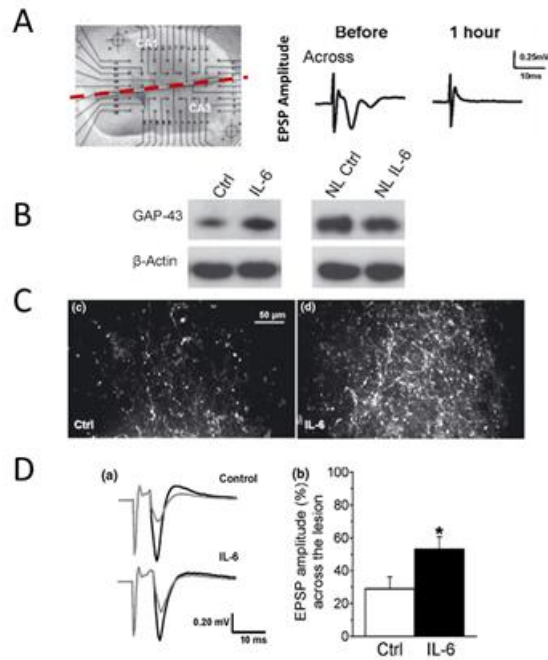 A
CA3
Before
1 hour
Across
EPSP Amplitude
0.25mV
10ms
B
Ctrl
IL-6
NL Ctrl
NL IL-6
GAP-43
β-Actin
C
(c)
50 µm
Ctrl
(d)
IL-6
D
(a)
Control
IL-6
0.20 mV
10 ms
(b)
EPSP amplitude (%)
across the lesion
100
80
60
40
20
0
*
Ctrl
IL-6